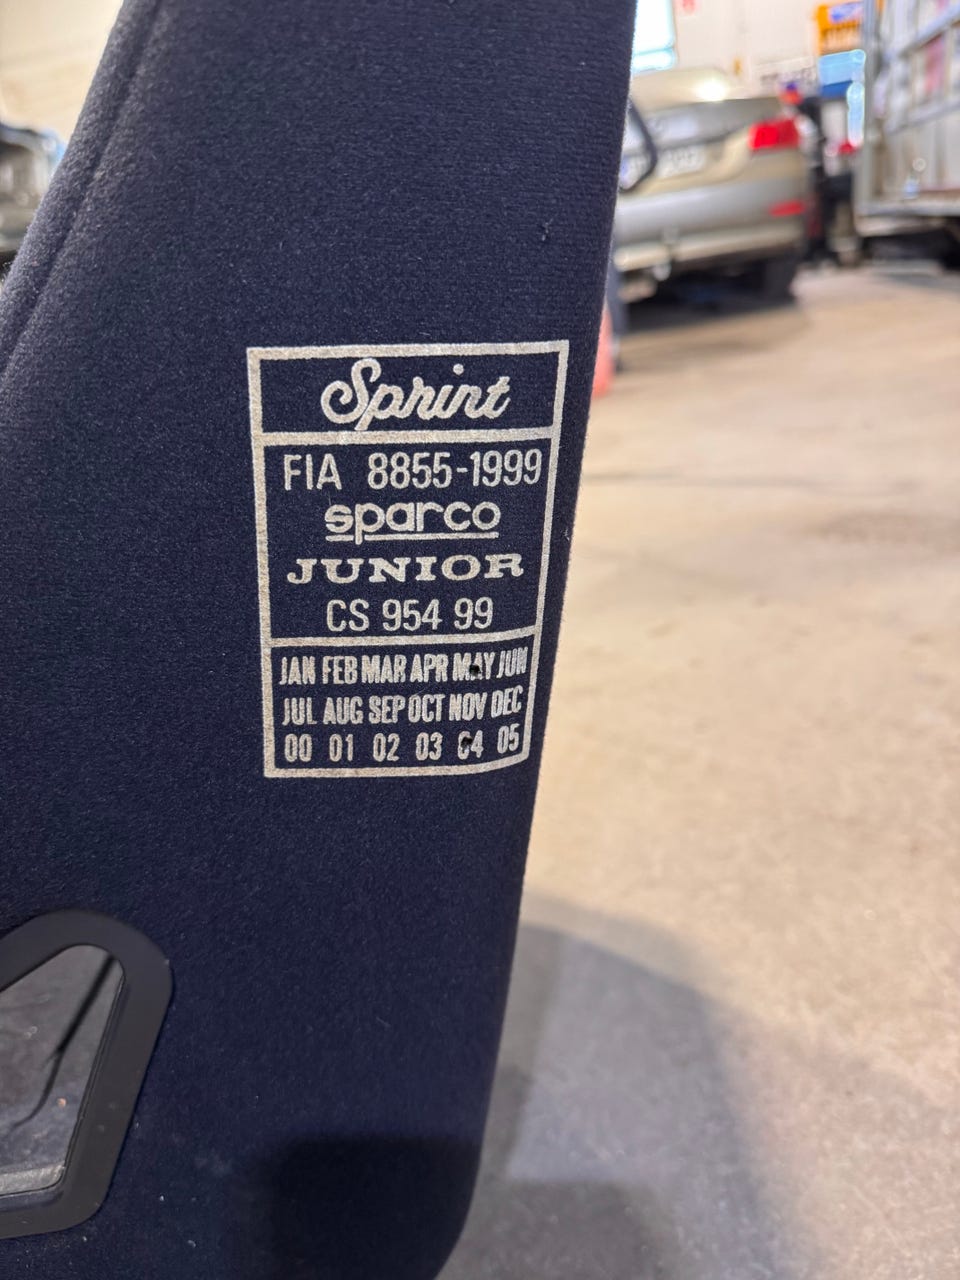 Sprint
FIA 8855-1999
sparco
JUNIOR
CS 954 99
JAN FEB MAR APR MAY JUN
JUL AUG SEP OCT NOV DEC
00 01 02 03 04 05